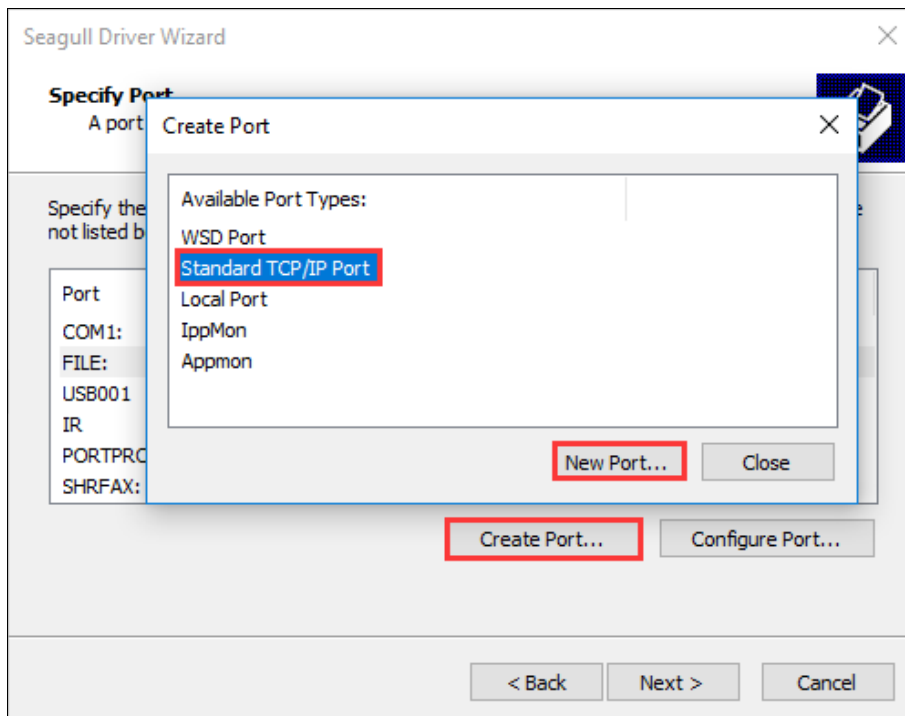 Seagull Driver Wizard
Specify Port
A port
Create Port
Specify the
not listed b
Available Port Types:
WSD Port
Standard TCP/IP Port
Local Port
IppMon
Appmon
Port
COM1:
FILE:
USB001
IR
PORTPRO
SHRFAX:
New Port...
Close
Create Port...
Configure Port...
< Back
Next >
Cancel